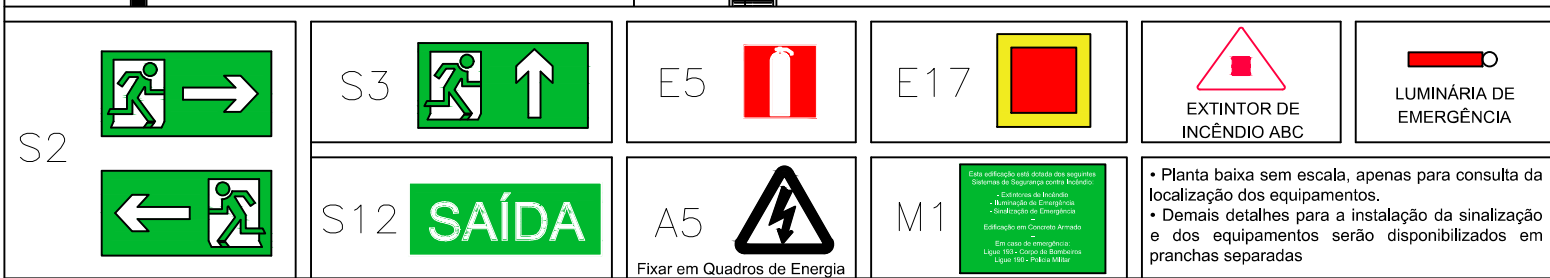 S2
S3
E5
E17
EXTINTOR DE
INCÊNDIO ABC
LUMINÁRIA DE
EMERGÊNCIA
S12
SAÍDA
A5
Fixar em Quadros de Energia
M1
Esta edificação está dotada dos seguintes
Sistemas de Segurança contra Incêndio:
- Extintores de Incêndio
- Iluminação de Emergência
- Sinalização de Emergência
–
Edificação em Concreto Armado
–
Em caso de emergência:
Ligue 193 - Corpo de Bombeiros
Ligue 190 - Polícia Militar
• Planta baixa sem escala, apenas para consulta da
localização dos equipamentos.
• Demais detalhes para a instalação da sinalização
e dos equipamentos serão disponibilizados em
pranchas separadas